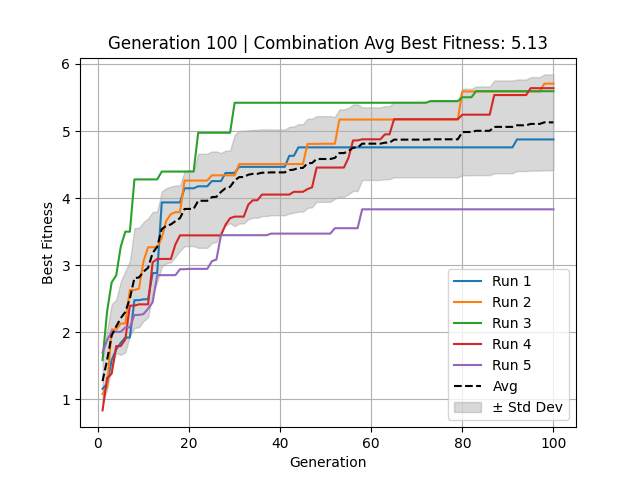 Generation 100 | Combination Avg Best Fitness: 5.13
6
5
4
3
2
1
Best Fitness
0
20
40
60
80
100
Generation
Run 1
Run 2
Run 3
Run 4
Run 5
Avg
± Std Dev